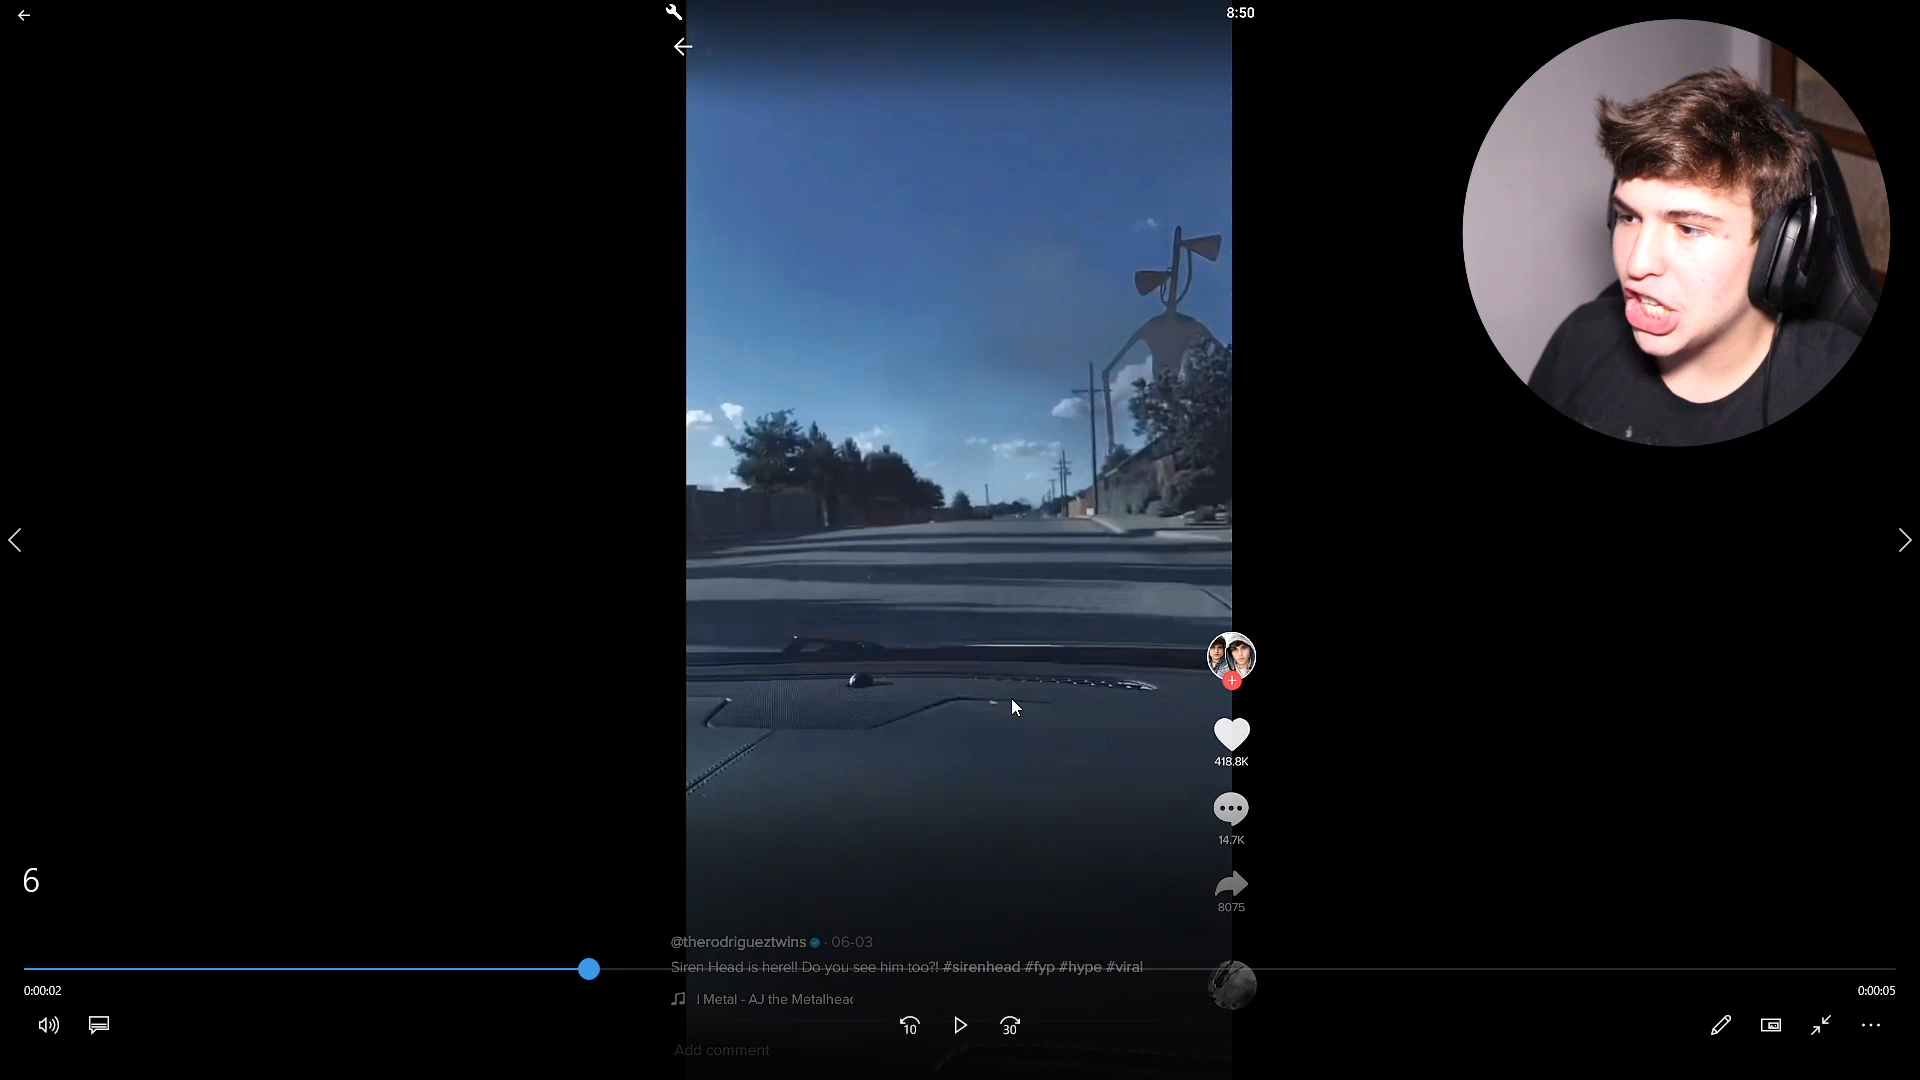 8:50
418.8K
14.7K
8075
6
@therodrigueztwins · 06-03
Siren Head is here!! Do you see him too?! #sirenhead #fyp #hype #viral
0:00:02
0:00:05
l Metal - AJ the Metalhead
10
30
Add comment